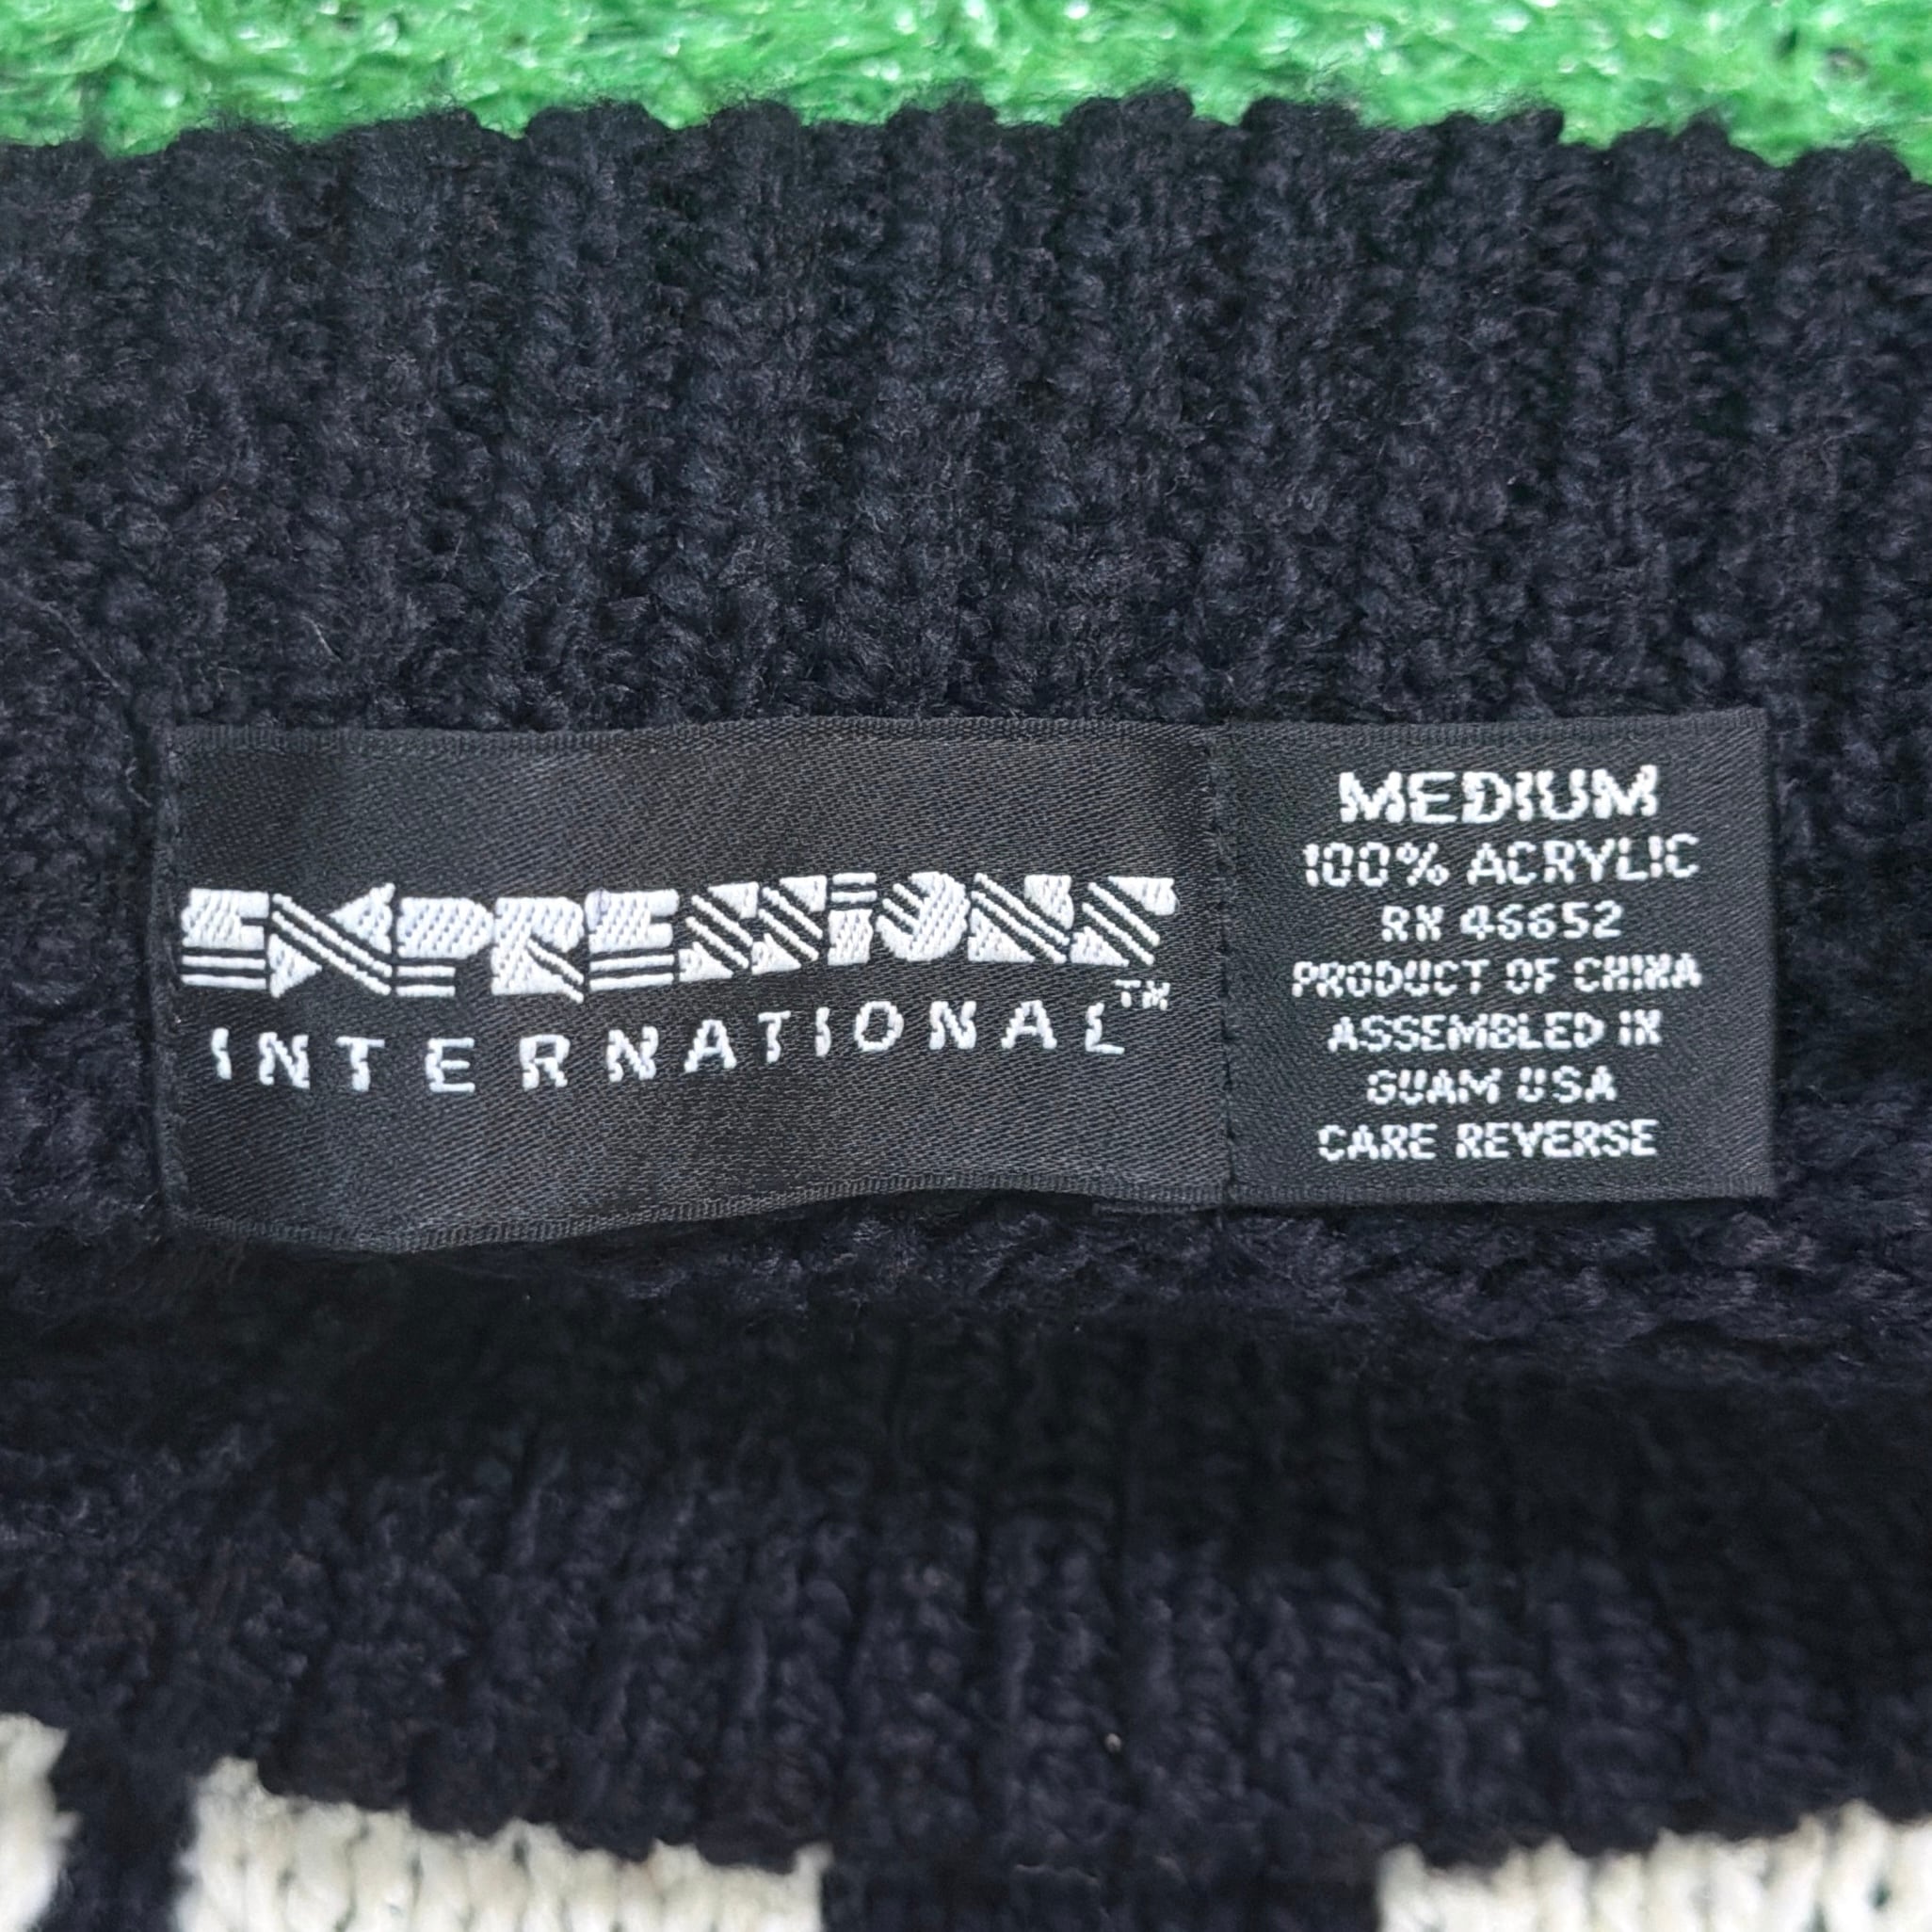 EXPRESSIONS
INTERNATIONAL™
MEDIUM
100% ACRYLIC
RN 46652
PRODUCT OF CHINA
ASSEMBLED IN
GUAM USA
CARE REVERSE